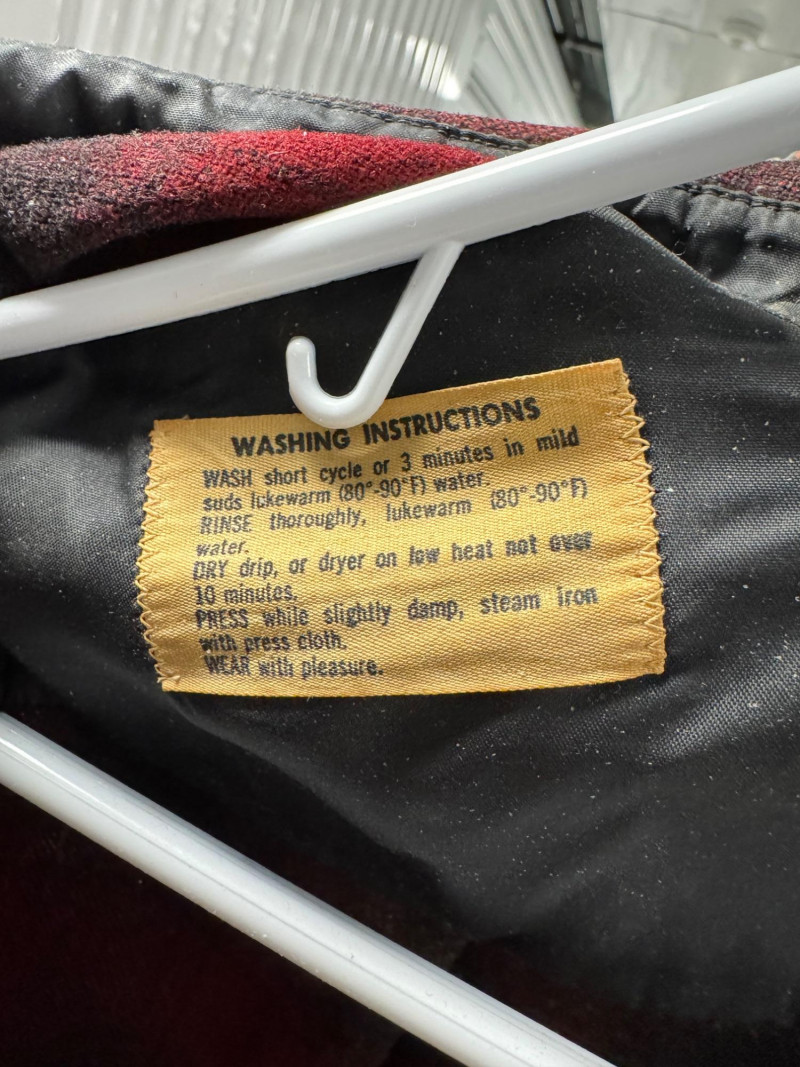 WASHING INSTRUCTIONS
WASH short cycle or 3 minutes in mild
suds lukewarm (80°-90°F) water.
RINSE thoroughly, lukewarm (80°-90°F)
water.
DRY drip, or dryer on low heat not over
10 minutes.
PRESS while slightly damp, steam iron
with press cloth.
WEAR with pleasure.